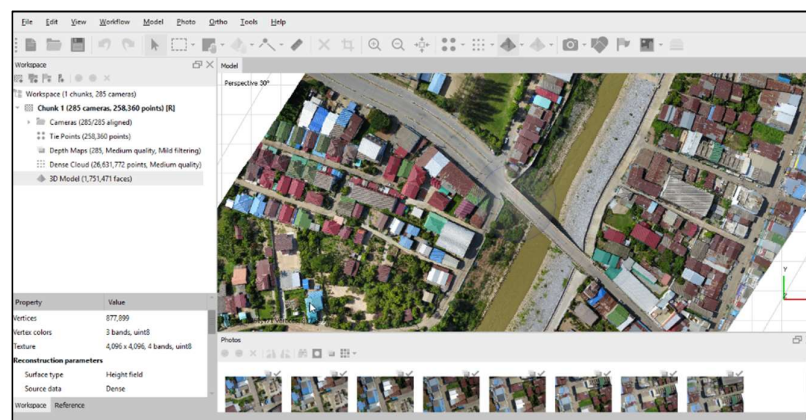 File Edit View Workflow Model Photo Ortho Tools Help
Workspace
Model
Workspace (1 chunks, 285 cameras)
Chunk 1 (285 cameras, 258,360 points) [R]
Cameras (285/285 aligned)
Tie Points (258,360 points)
Depth Maps (285, Medium quality, Mild filtering)
Dense Cloud (26,631,772 points, Medium quality)
3D Model (1,751,471 faces)
Perspective 30°
Y
Property Value
Vertices 877,899
Vertex colors 3 bands, uint8
Texture 4,096 x 4,096, 4 bands, uint8
Reconstruction parameters
Surface type Height field
Source data Dense
Workspace Reference
Photos